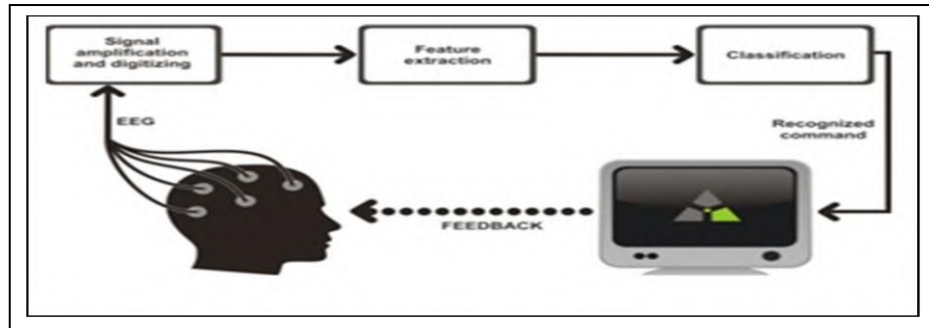 Signal
amplification
and digitizing
Feature
extraction
Classification
EEG
Recognized
command
FEEDBACK